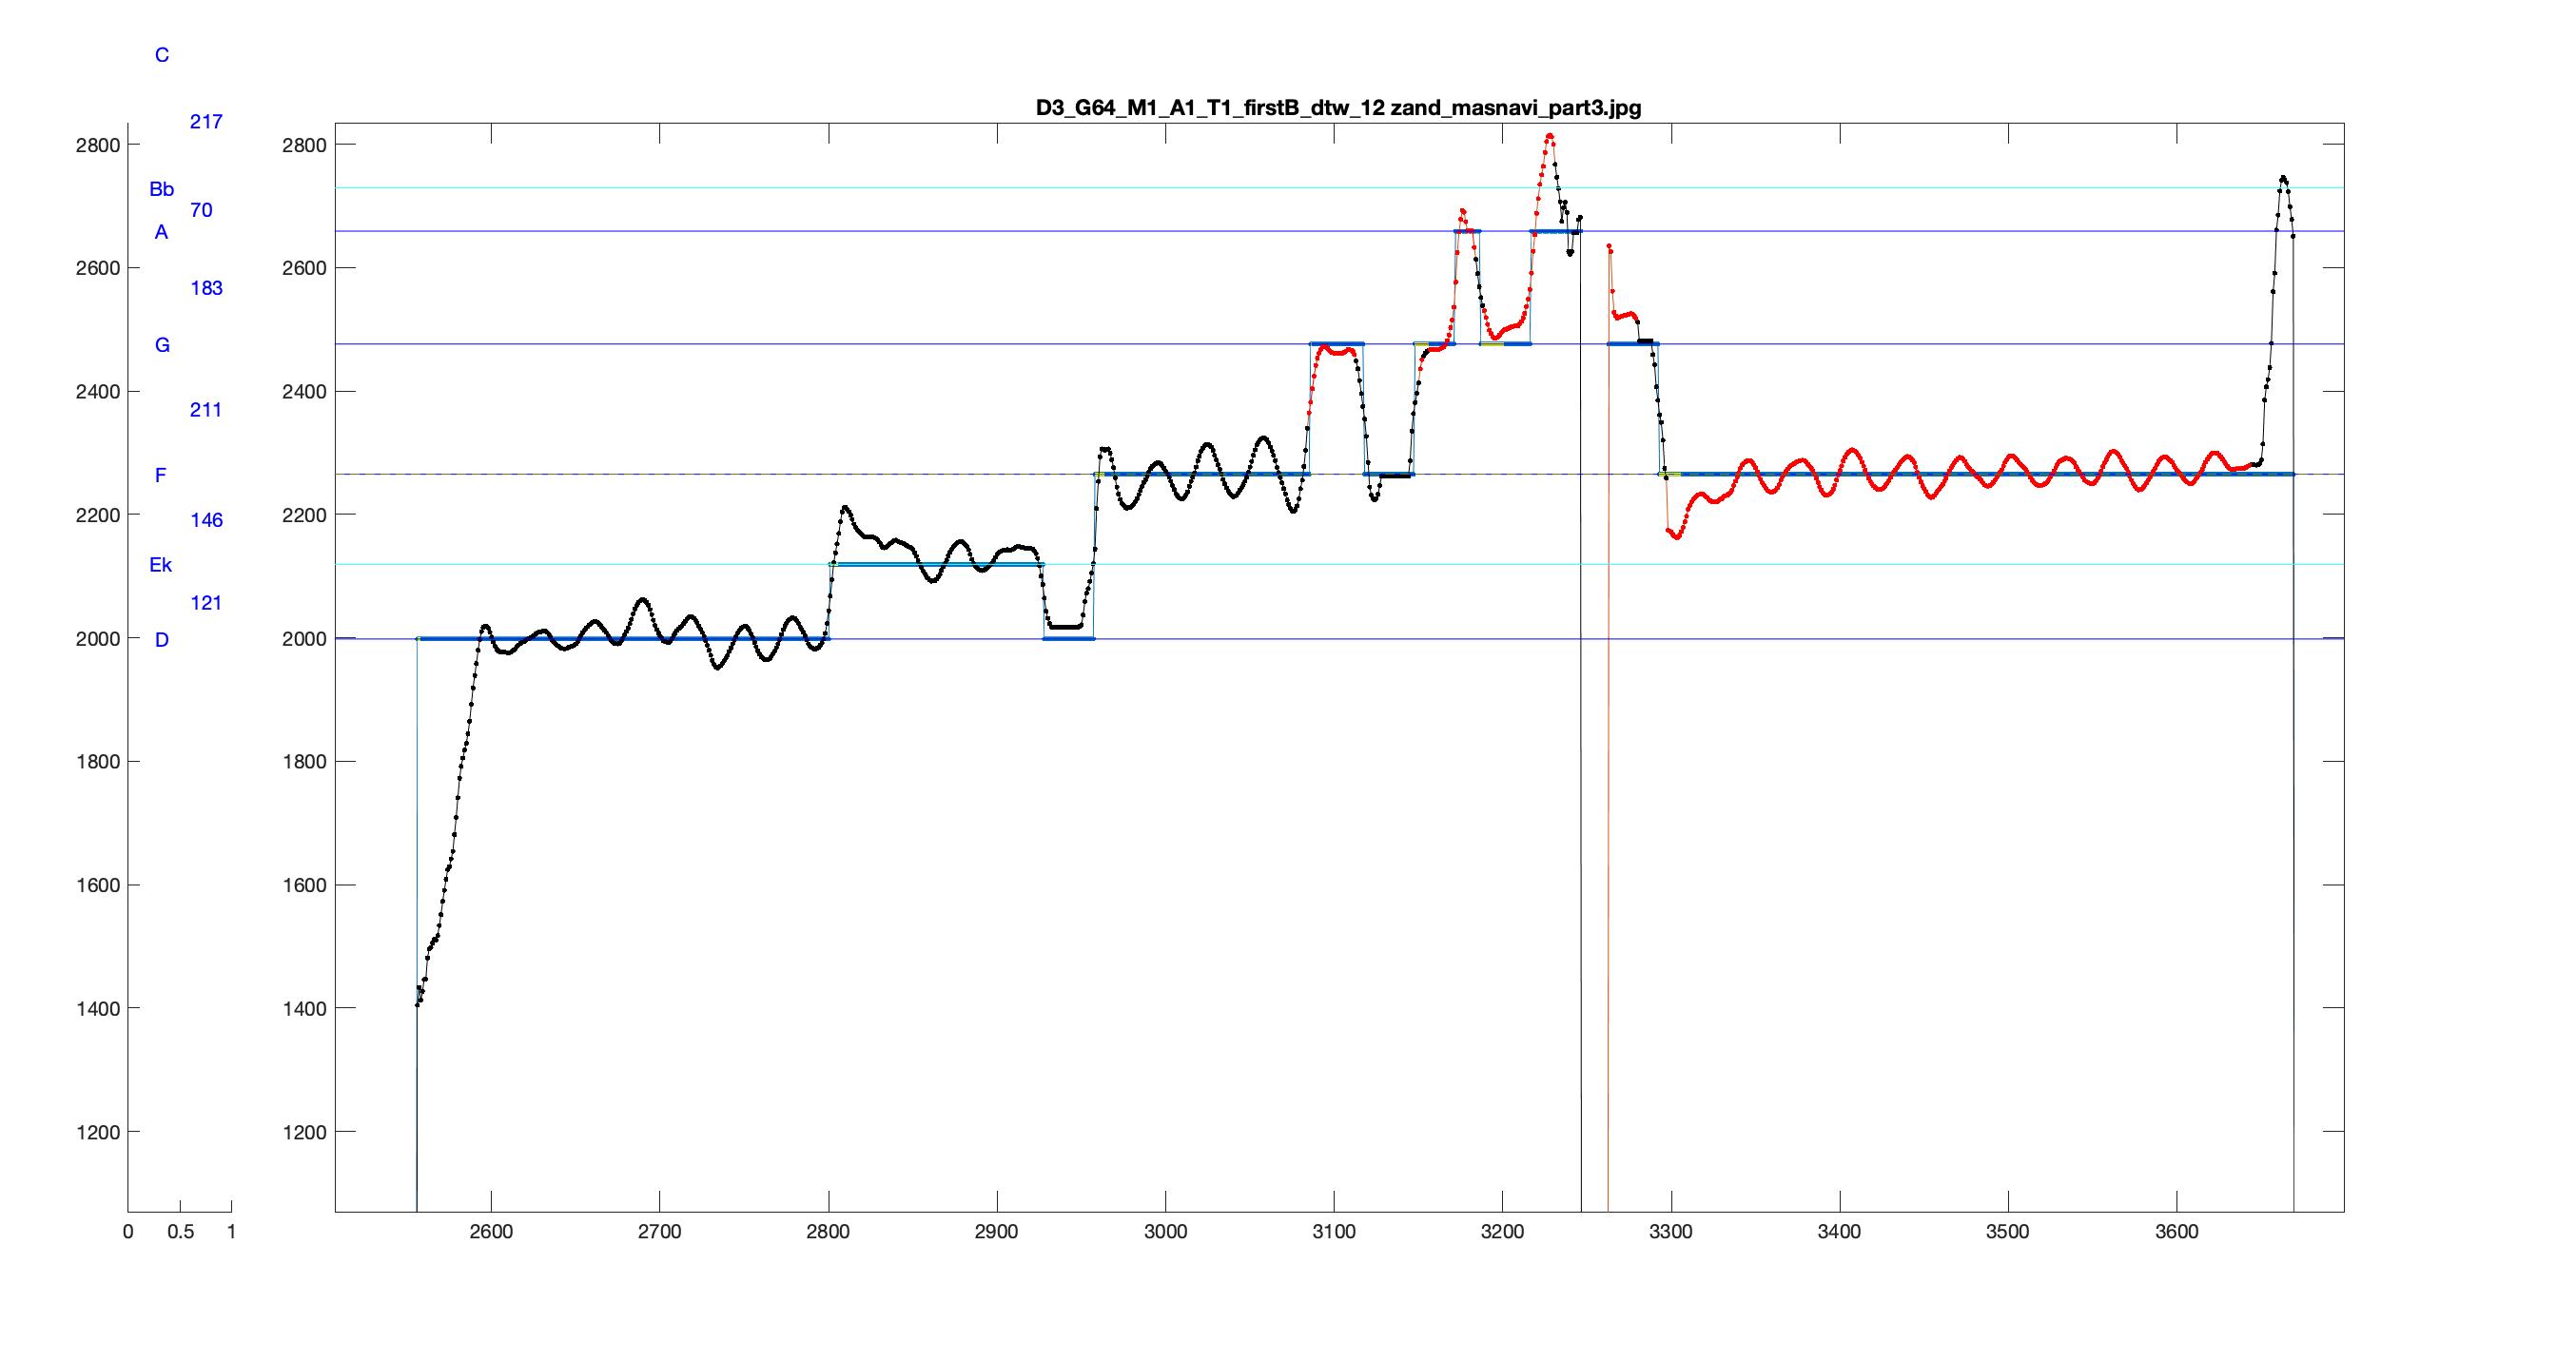 C
D3_G64_M1_A1_T1_firstB_dtw_12 zand_masnavi_part3.jpg
217
2800 2800
Bb
70
A
2600 2600
183
G
2400 2400
211
F
2200 2200
146
Ek
121
2000 D 2000
1800 1800
1600 1600
1400 1400
1200 1200
0 0.5 1 2600 2700 2800 2900 3000 3100 3200 3300 3400 3500 3600